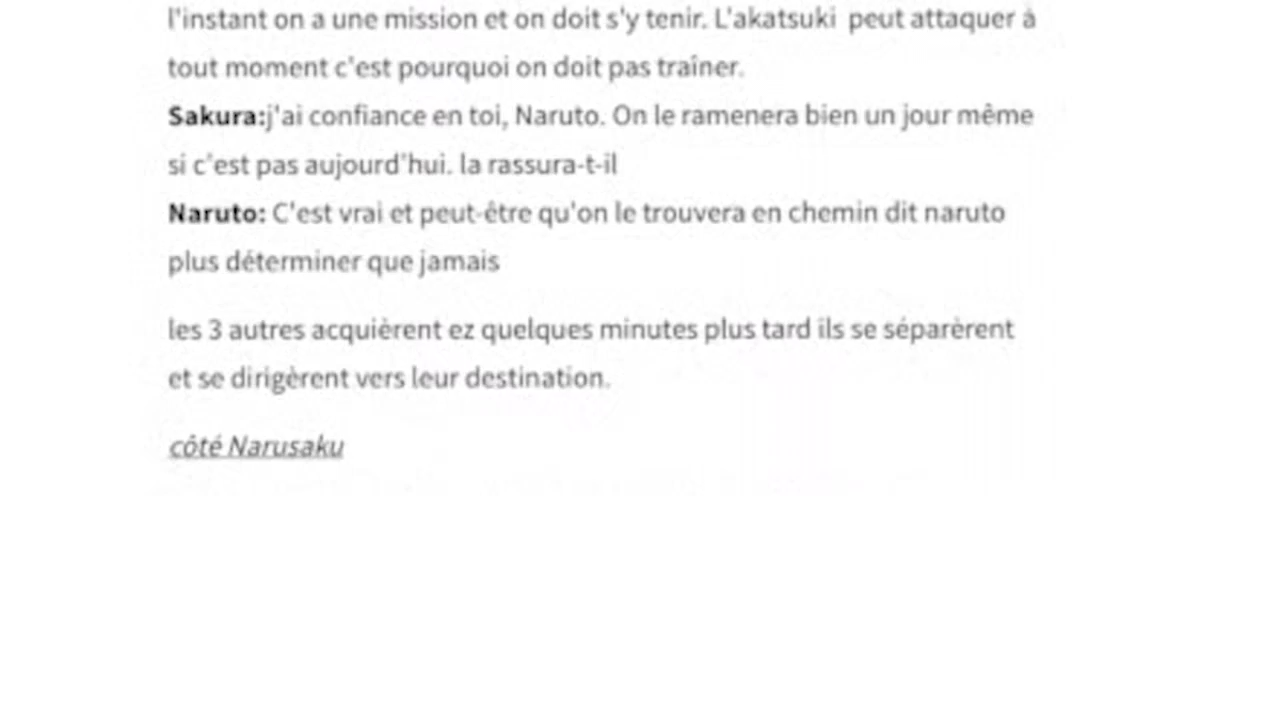 l'instant on a une mission et on doit s'y tenir. L'akatsuki peut attaquer à
tout moment c'est pourquoi on doit pas traîner.
Sakura:j'ai confiance en toi, Naruto. On le ramenera bien un jour même
si c'est pas aujourd'hui. la rassura-t-il
Naruto: C'est vrai et peut-être qu'on le trouvera en chemin dit naruto
plus déterminer que jamais
les 3 autres acquièrent ez quelques minutes plus tard ils se séparèrent
et se dirigèrent vers leur destination.
côté Narusaku